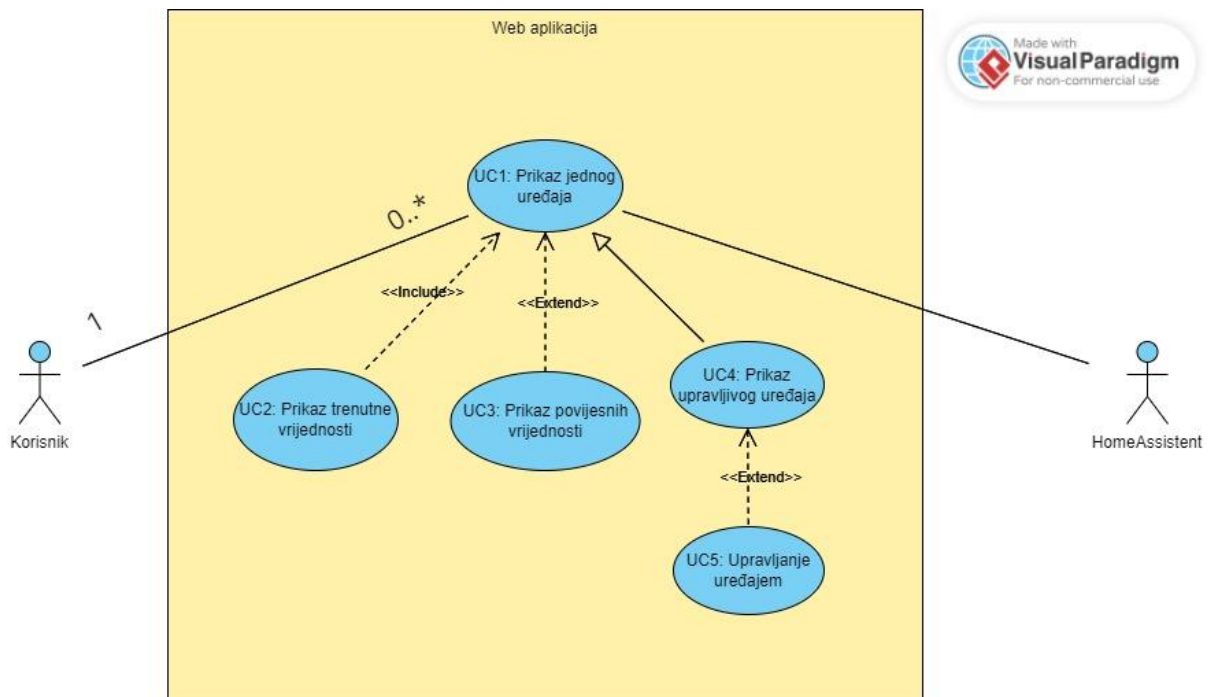 Web aplikacija
Made with
Visual Paradigm
For non-commercial use
UC1: Prikaz jednog
uređaja
0..*
1
<<Include>>
<<Extend>>
UC2: Prikaz trenutne
vrijednosti
UC3: Prikaz povijesnih
vrijednosti
UC4: Prikaz
upravljivog uređaja
Korisnik
HomeAssistent
<<Extend>>
UC5: Upravljanje
uređajem